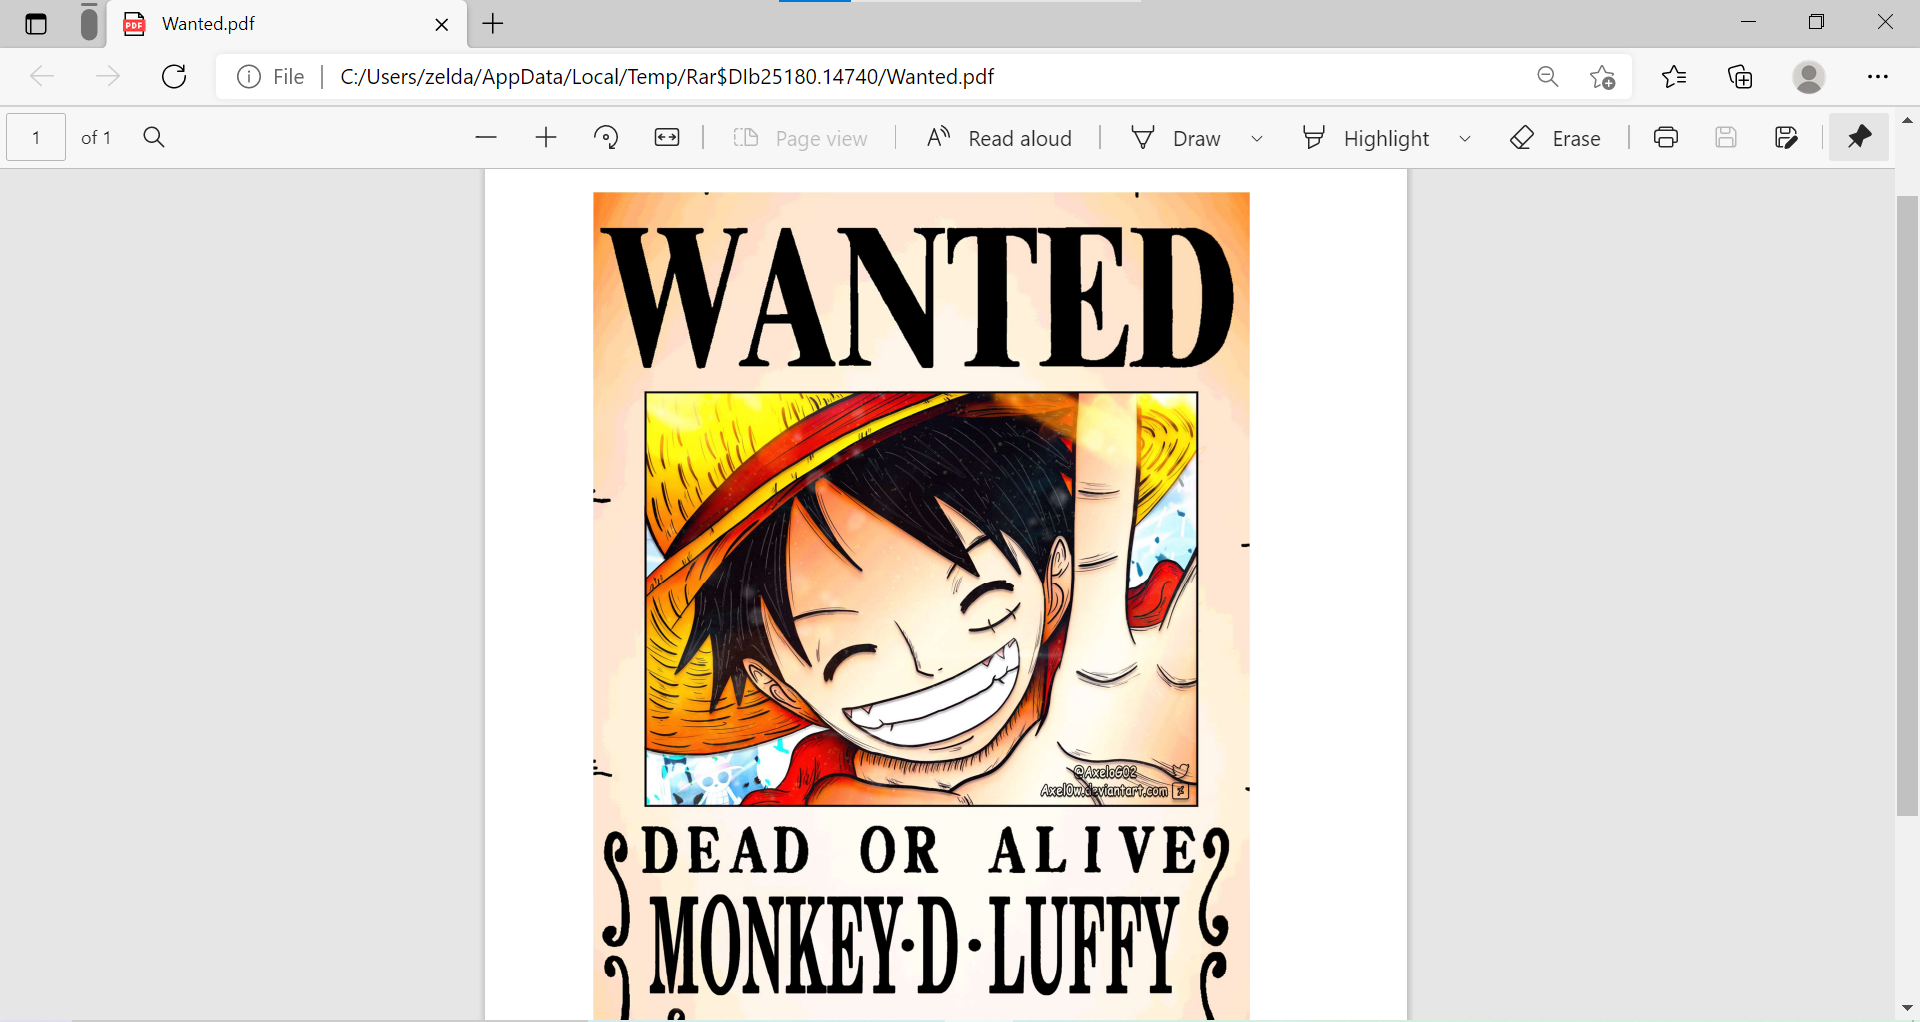 Wanted.pdf
File
C:/Users/zelda/AppData/Local/Temp/Rar$DIb25180.14740/Wanted.pdf
1 of 1
Page view
Read aloud
Draw
Highlight
Erase
WANTED
@AxeloG02
Axel0w.deviantart.com
DEAD OR ALIVE
MONKEY·D·LUFFY